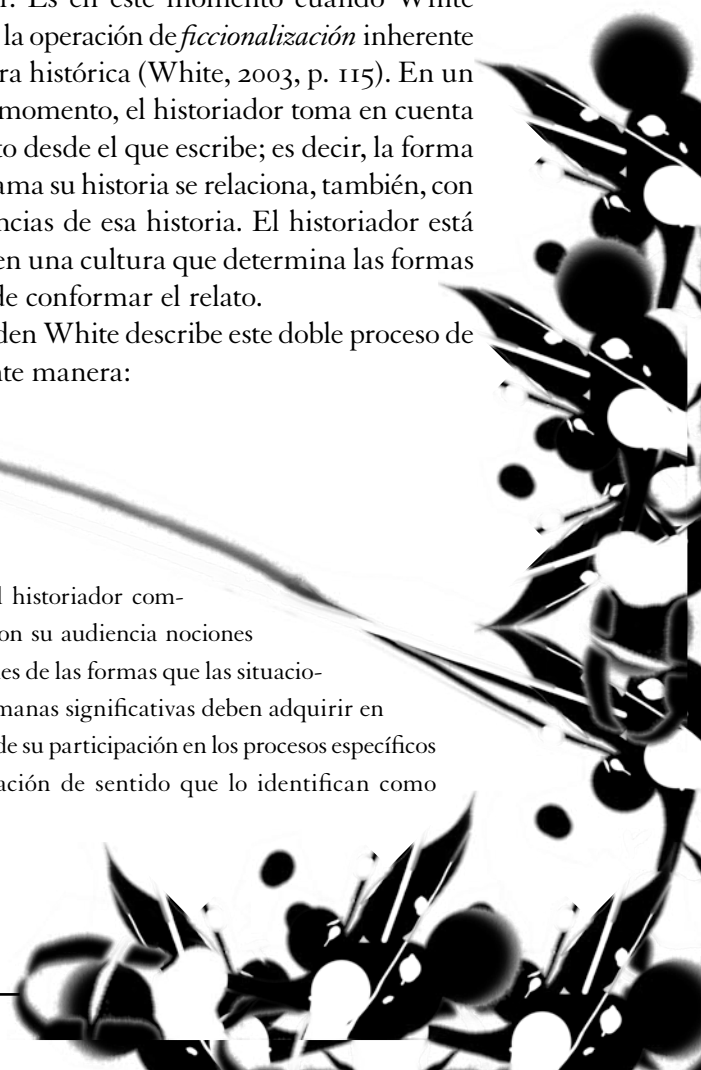 Es en este momento cuando White
la operación de ficcionalización inherente
ra histórica (White, 2003, p. 115). En un
momento, el historiador toma en cuenta
to desde el que escribe; es decir, la forma
ama su historia se relaciona, también, con
ncias de esa historia. El historiador está
en una cultura que determina las formas
de conformar el relato.
den White describe este doble proceso de
nte manera:
l historiador com-
on su audiencia nociones
es de las formas que las situacio-
manas significativas deben adquirir en
de su participación en los procesos específicos
ación de sentido que lo identifican como